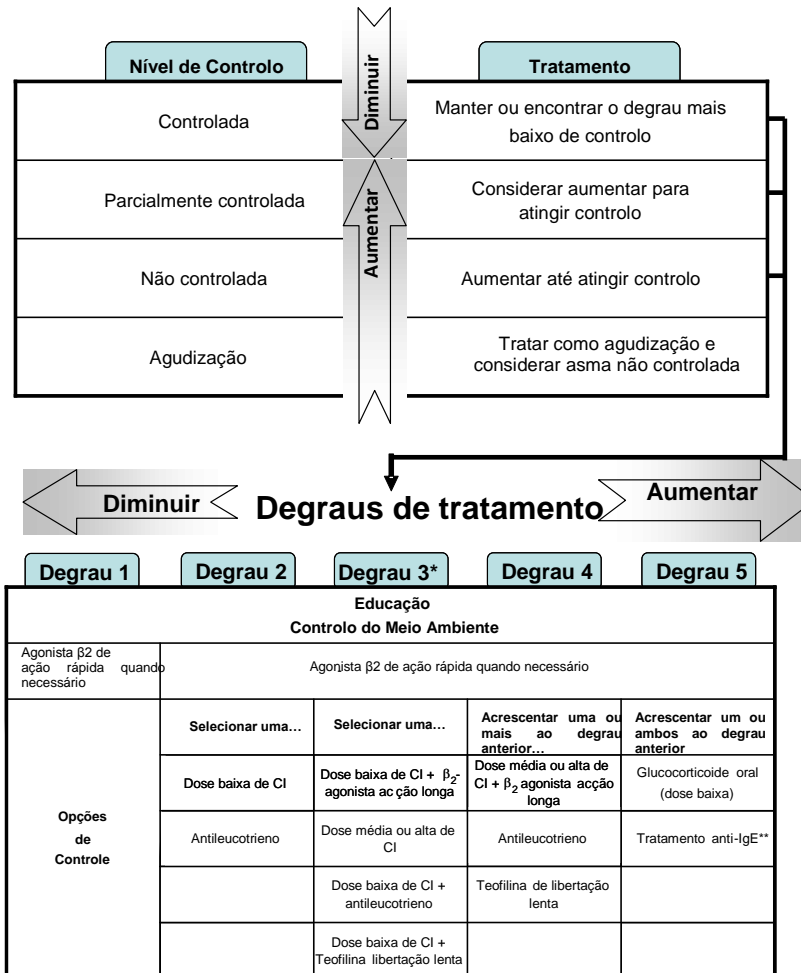 Nível de Controlo
Diminuir
Tratamento
Controlada
Manter ou encontrar o degrau mais
baixo de controlo
Parcialmente controlada
Aumentar
Considerar aumentar para
atingir controlo
Não controlada
Aumentar até atingir controlo
Agudização
Tratar como agudização e
considerar asma não controlada
Diminuir
Degraus de tratamento
Aumentar
Degrau 1
Degrau 2
Degrau 3*
Degrau 4
Degrau 5
Educação
Controlo do Meio Ambiente
Agonista β2 de
ação rápida quando
necessário
Agonista β2 de ação rápida quando necessário
Opções
de
Controle
Selecionar uma...
Selecionar uma...
Acrescentar uma ou
mais ao degrau
anterior...
Acrescentar um ou
ambos ao degrau
anterior
Dose baixa de CI
Dose baixa de CI + β2-
agonista ac ção longa
Dose média ou alta de
CI + β2 agonista acção
longa
Glucocorticoide oral
(dose baixa)
Antileucotrieno
Dose média ou alta de
CI
Antileucotrieno
Tratamento anti-IgE**
Dose baixa de CI +
antileucotrieno
Teofilina de libertação
lenta
Dose baixa de CI +
Teofilina libertação lenta